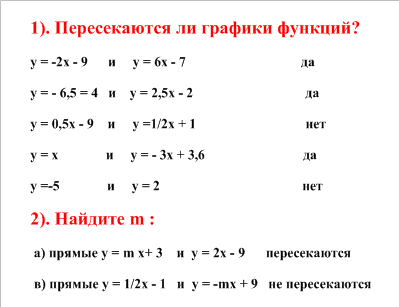 1). Пересекаются ли графики функций?
y = -2x - 9 и y = 6x - 7 да
y = - 6,5 = 4 и y = 2,5x - 2 да
y = 0,5x - 9 и y =1/2x + 1 нет
y = x и y = - 3x + 3,6 да
y =-5 и y = 2 нет
2). Найдите m :
а) прямые y = m x+ 3 и y = 2x - 9 пересекаются
в) прямые y = 1/2x - 1 и y = -mx + 9 не пересекаются